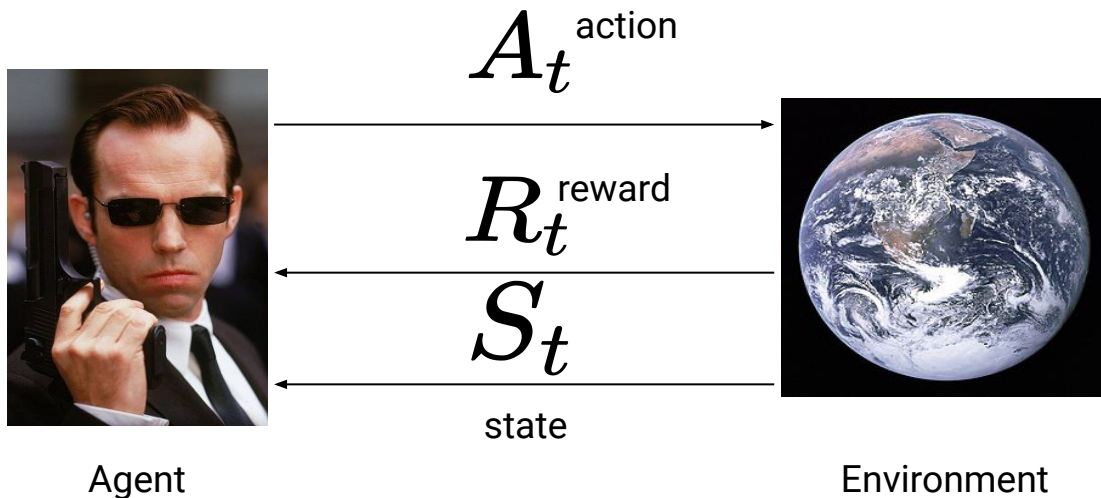 A_t action
R_t reward
S_t
state
Agent
Environment